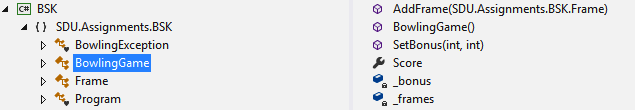 C# BSK
{ } SDU.Assignments.BSK
BowlingException
BowlingGame
Frame
Program
AddFrame(SDU.Assignments.BSK.Frame)
BowlingGame()
SetBonus(int, int)
Score
_bonus
_frames